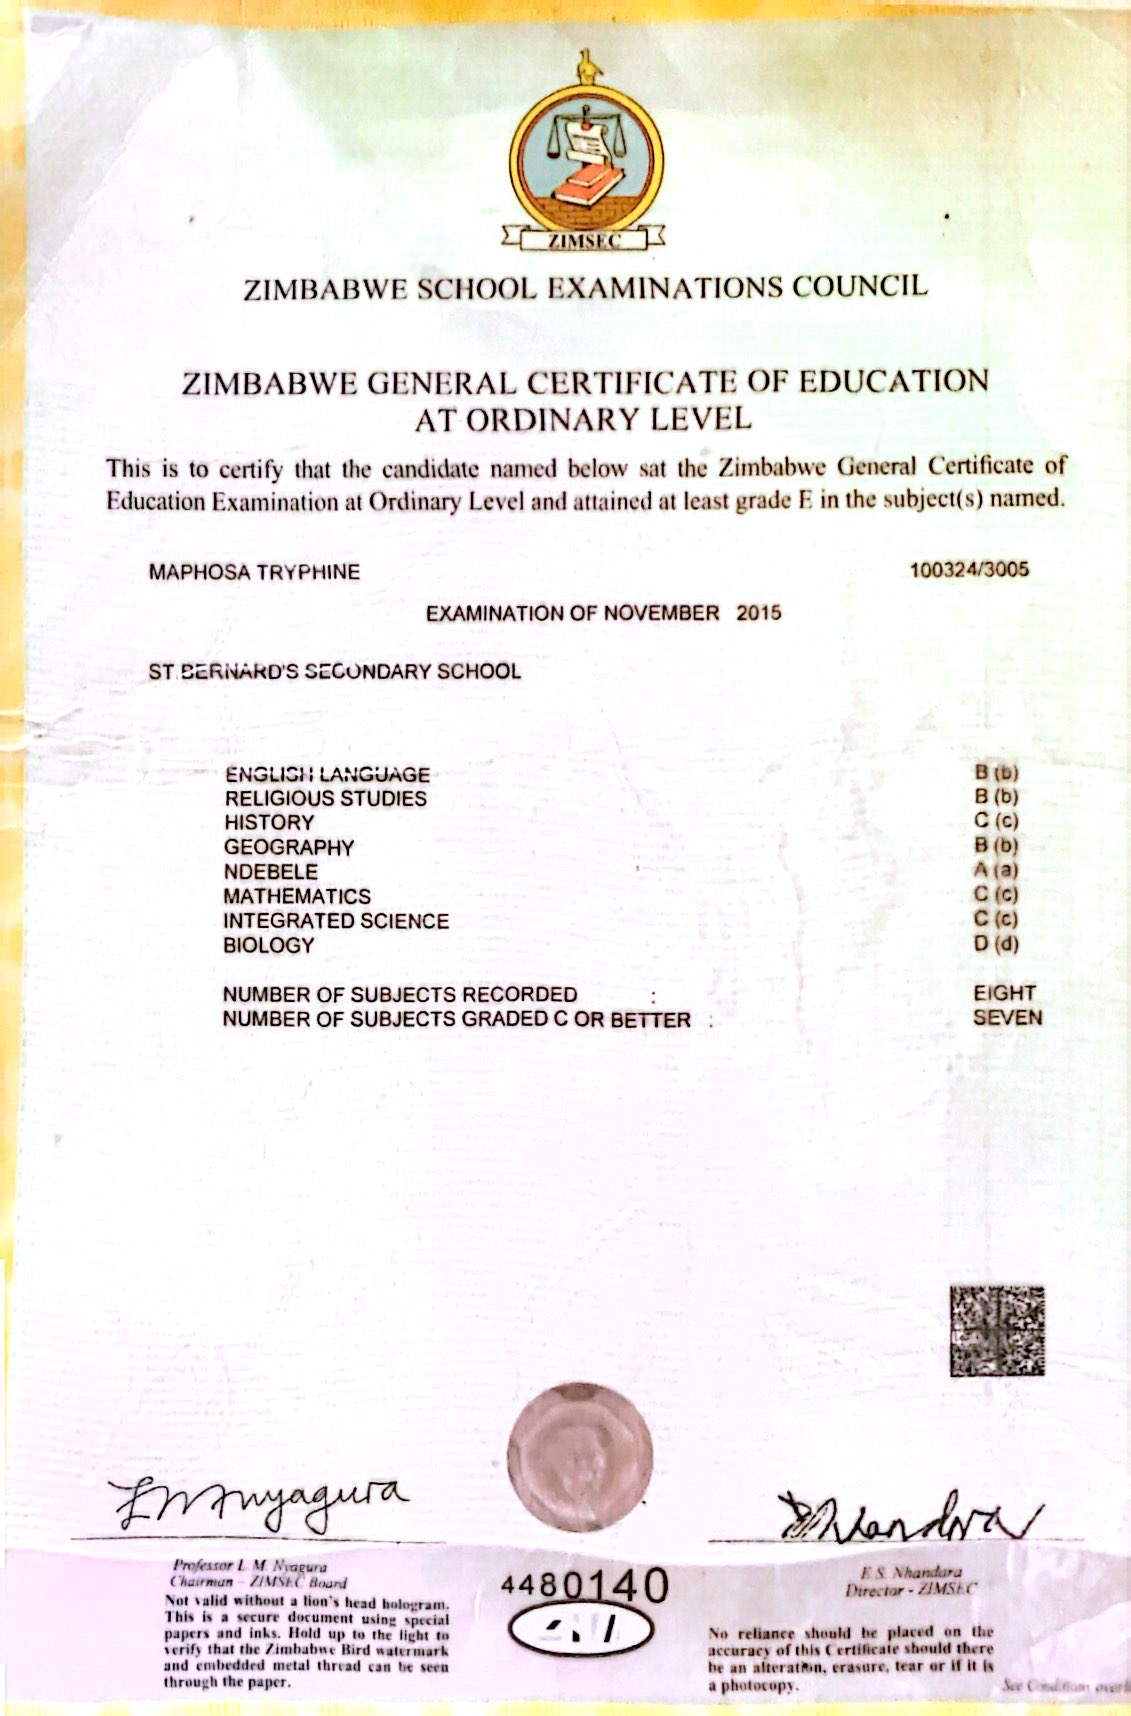 ZIMSEC
ZIMBABWE SCHOOL EXAMINATIONS COUNCIL
ZIMBABWE GENERAL CERTIFICATE OF EDUCATION
AT ORDINARY LEVEL
This is to certify that the candidate named below sat the Zimbabwe General Certificate of
Education Examination at Ordinary Level and attained at least grade E in the subject(s) named.
MAPHOSA TRYPHINE 100324/3005
EXAMINATION OF NOVEMBER 2015
ST.BERNARD'S SECONDARY SCHOOL
ENGLISH LANGUAGE B (b)
RELIGIOUS STUDIES B (b)
HISTORY C (c)
GEOGRAPHY B (b)
NDEBELE A (a)
MATHEMATICS C (c)
INTEGRATED SCIENCE C (c)
BIOLOGY D (d)
NUMBER OF SUBJECTS RECORDED : EIGHT
NUMBER OF SUBJECTS GRADED C OR BETTER : SEVEN
Professor L. M. Nyagura
Chairman - ZIMSEC Board
Not valid without a lion's head hologram.
This is a secure document using special
papers and inks. Hold up to the light to
verify that the Zimbabwe Bird watermark
and embedded metal thread can be seen
through the paper.
4480140
E.S. Nhandara
Director - ZIMSEC
No reliance should be placed on the
accuracy of this Certificate should there
be an alteration, erasure, tear or if it is
a photocopy.
See Conditions